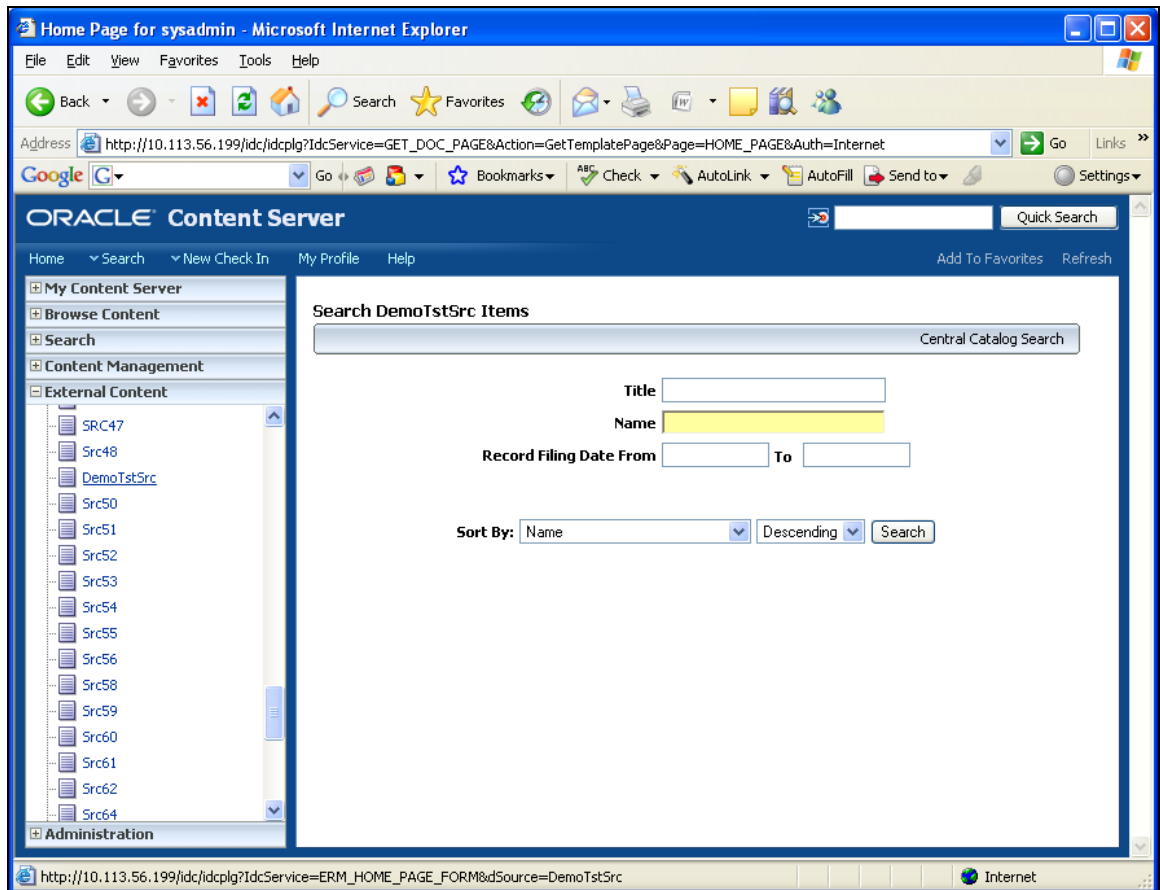 Home Page for sysadmin - Microsoft Internet Explorer
File Edit View Favorites Tools Help
Back Search Favorites
Address http://10.113.56.199/idc/idcplg?IdcService=GET_DOC_PAGE&Action=GetTemplatePage&Page=HOME_PAGE&Auth=Internet Go Links »
Google G Go Bookmarks ABC Check AutoLink AutoFill Send to Settings
ORACLE Content Server Quick Search
Home Search New Check In My Profile Help Add To Favorites Refresh
My Content Server
Browse Content
Search
Content Management
External Content
SRC47
Src48
DemoTstSrc
Src50
Src51
Src52
Src53
Src54
Src55
Src56
Src58
Src59
Src60
Src61
Src62
Src64
Administration
Search DemoTstSrc Items
Central Catalog Search
Title
Name
Record Filing Date From To
Sort By: Name Descending Search
http://10.113.56.199/idc/idcplg?IdcService=ERM_HOME_PAGE_FORM&dSource=DemoTstSrc Internet